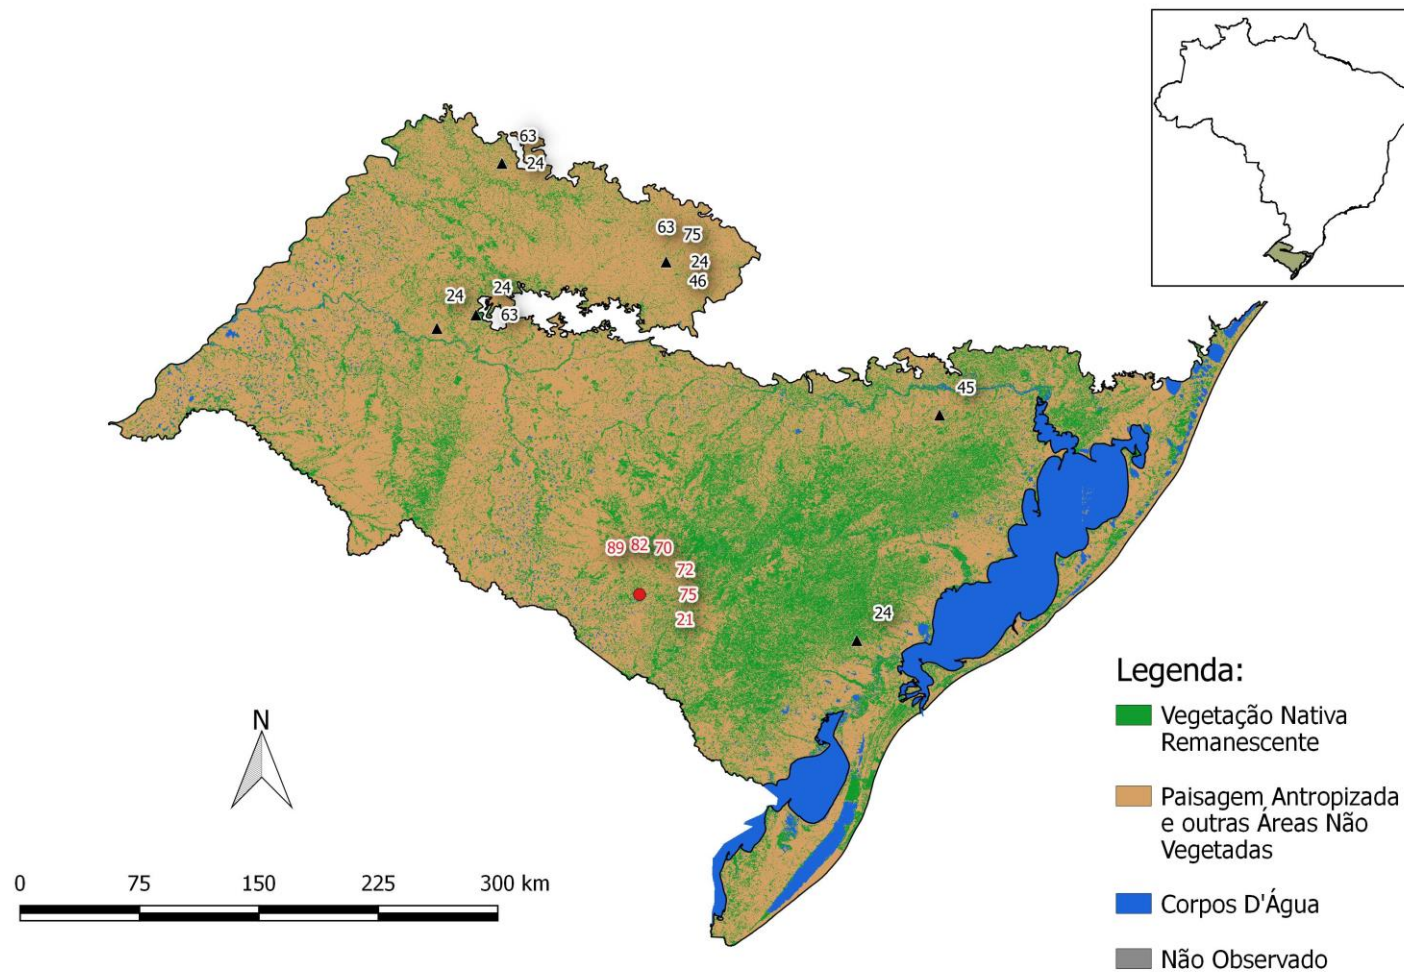 63
24
63
75
24
46
24
24
63
45
89 82 70
72
75
21
24
N
0 75 150 225 300 km
Legenda:
Vegetação Nativa
Remanescente
Paisagem Antropizada
e outras Áreas Não
Vegetadas
Corpos D'Água
Não Observado